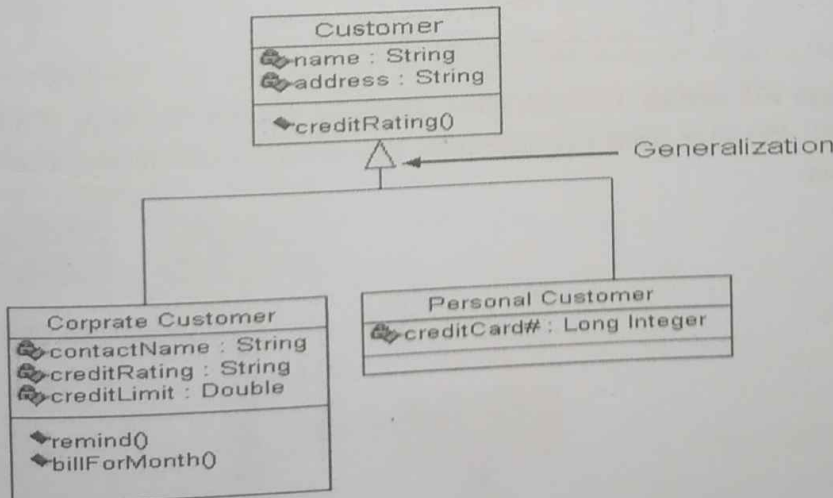 Customer
name : String
address : String
creditRating()
Generalization
Corprate Customer
contactName : String
creditRating : String
creditLimit : Double
remind()
billForMonth()
Personal Customer
creditCard# : Long Integer